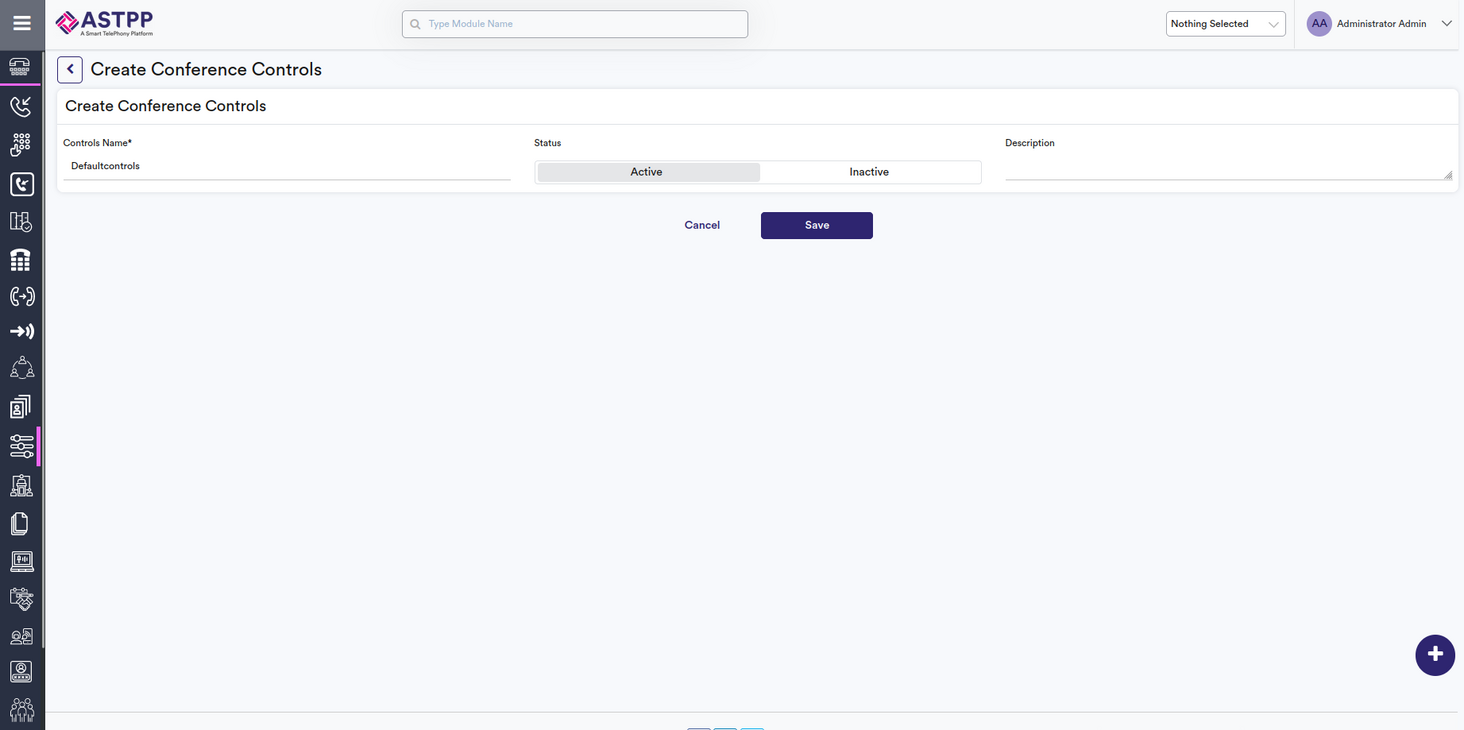 ASTPP
A Smart TelePhony Platform
Type Module Name
Nothing Selected
AA
Administrator Admin
Create Conference Controls
Create Conference Controls
Controls Name*
Status
Description
Defaultcontrols
Active
Inactive
Cancel
Save